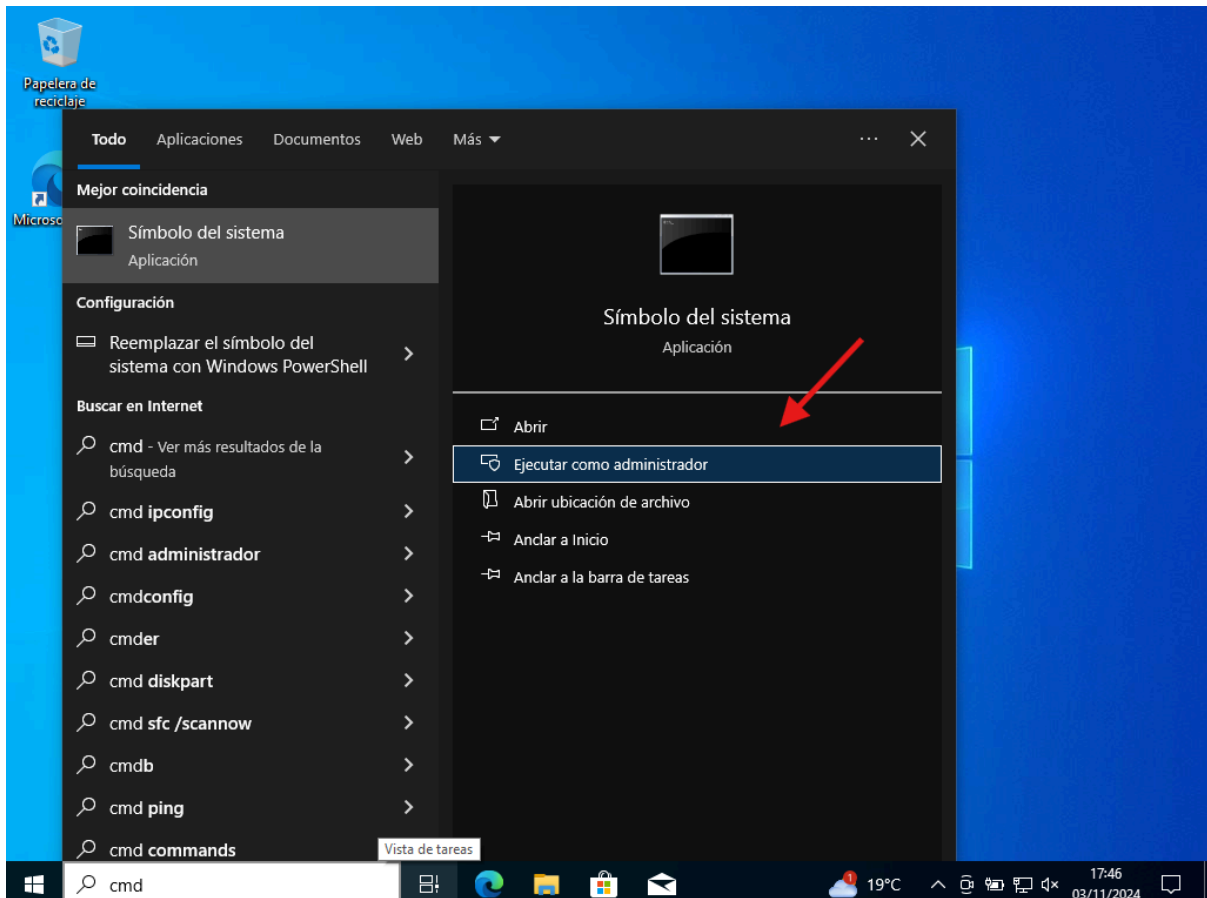 Papelera de
reciclaje
Todo Aplicaciones Documentos Web Más
Microso
Mejor coincidencia
Símbolo del sistema
Aplicación
Configuración
Reemplazar el símbolo del
sistema con Windows PowerShell
Buscar en Internet
cmd - Ver más resultados de la
búsqueda
cmd ipconfig
cmd administrador
cmdconfig
cmder
cmd diskpart
cmd sfc /scannow
cmdb
cmd ping
cmd commands
Símbolo del sistema
Aplicación
Abrir
Ejecutar como administrador
Abrir ubicación de archivo
Anclar a Inicio
Anclar a la barra de tareas
Vista de tareas
cmd
1
19°C
17:46
03/11/2024